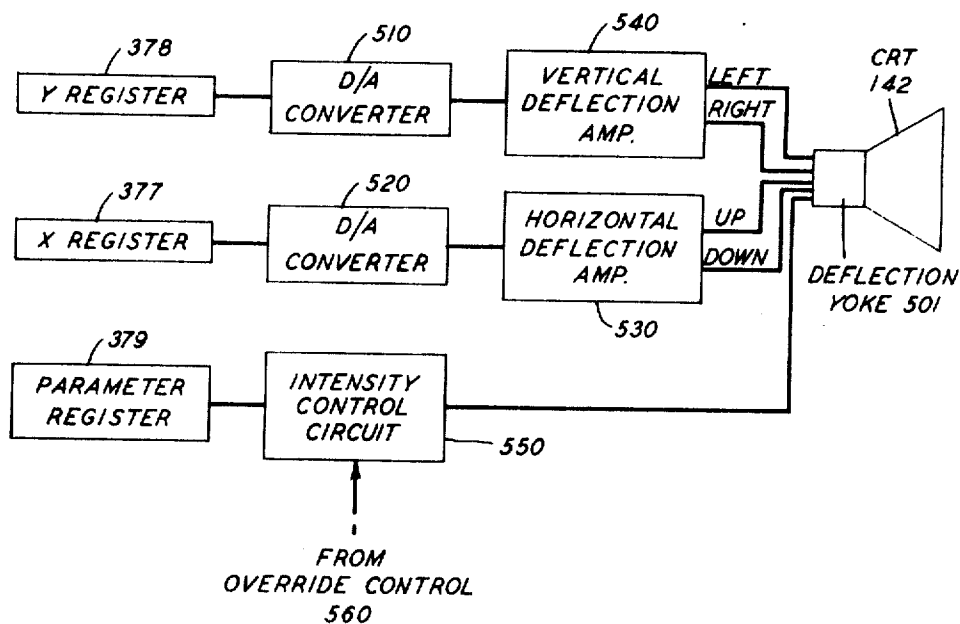 378
Y REGISTER
510
D/A
CONVERTER
540
VERTICAL
DEFLECTION
AMP.
LEFT
RIGHT
CRT
142
377
X REGISTER
520
D/A
CONVERTER
HORIZONTAL
DEFLECTION
AMP.
530
UP
DOWN
DEFLECTION
YOKE 501
379
PARAMETER
REGISTER
INTENSITY
CONTROL
CIRCUIT
550
FROM
OVERRIDE CONTROL
560